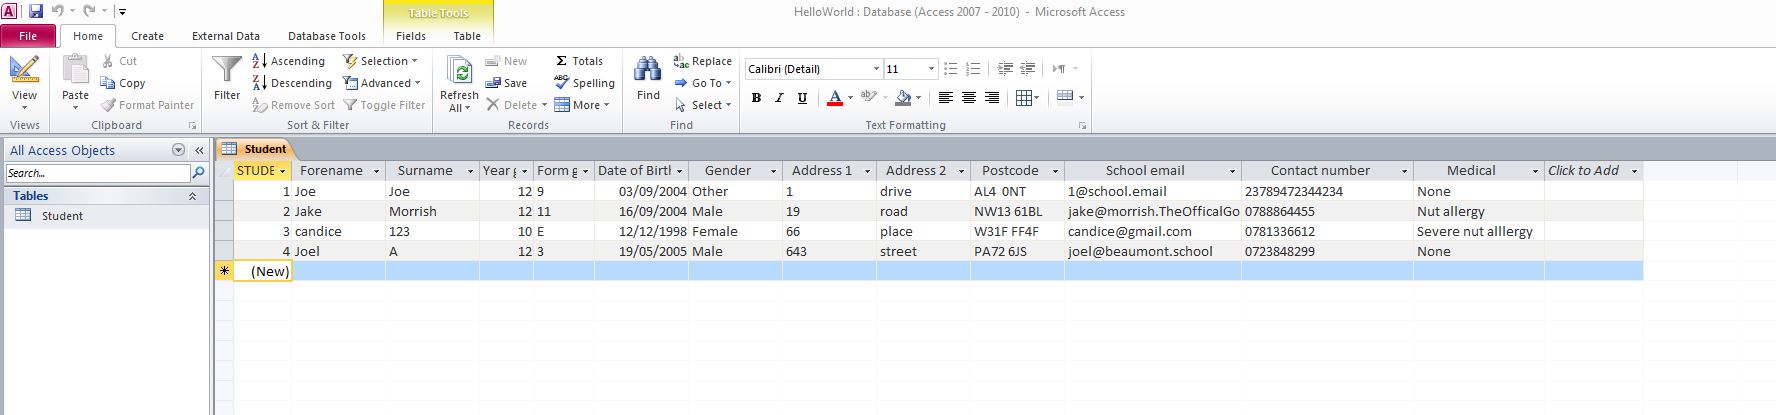 HelloWorld : Database (Access 2007 - 2010) - Microsoft Access
Table Tools
File Home Create External Data Database Tools Fields Table
View
Views
Paste
Cut
Copy
Format Painter
Clipboard
Filter
Ascending
Descending
Remove Sort
Selection
Advanced
Toggle Filter
Sort & Filter
Refresh
All
New
Save
Delete
Totals
Spelling
More
Records
Find
Replace
Go To
Select
Find
Calibri (Detail) 11
B I U A
Text Formatting
All Access Objects
Search...
Tables
Student
Student
STUDE Forename Surname Year g Form g Date of Birth Gender Address 1 Address 2 Postcode School email Contact number Medical Click to Add
1 Joe Joe 12 9 03/09/2004 Other 1 drive AL4 0NT 1@school.email 23789472344234 None
2 Jake Morrish 12 11 16/09/2004 Male 19 road NW13 61BL jake@morrish.TheOfficalGo 0788864455 Nut allergy
3 candice 123 10 E 12/12/1998 Female 66 place W31F FF4F candice@gmail.com 0781336612 Severe nut alllergy
4 Joel A 12 3 19/05/2005 Male 643 street PA72 6JS joel@beaumont.school 0723848299 None
(New)